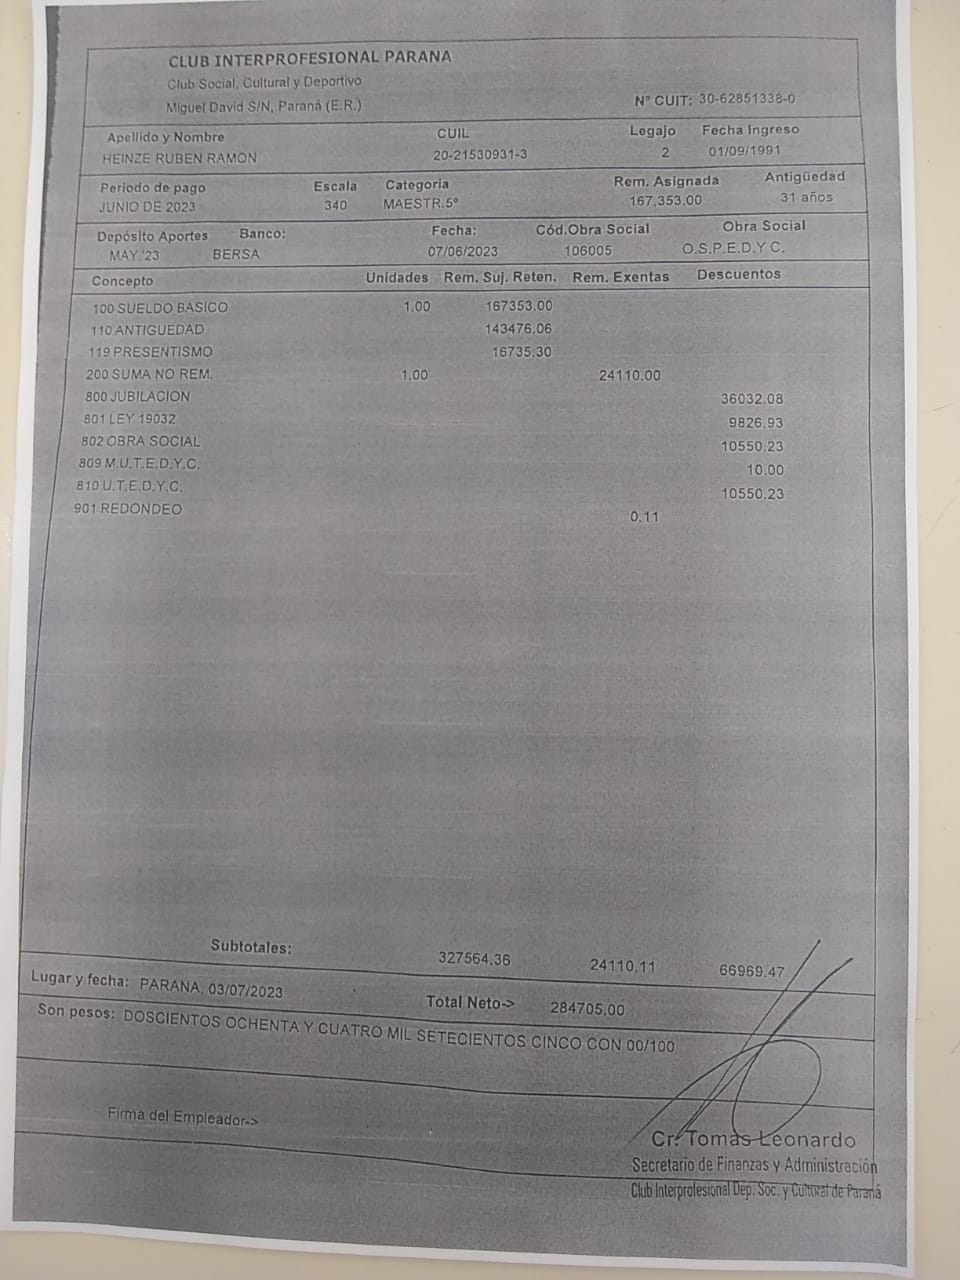 CLUB INTERPROFESIONAL PARANA
Club Social, Cultural y Deportivo
Miguel David S/N, Paraná (E.R.) Nº CUIT: 30-62851338-0
Apellido y Nombre CUIL Legajo Fecha Ingreso
HEINZE RUBEN RAMON 20-21530931-3 2 01/09/1991
Periodo de pago Escala Categoria Rem. Asignada Antigüedad
JUNIO DE 2023 340 MAESTR.5º 167,353.00 31 años
Depósito Aportes Banco: Fecha: Cód.Obra Social Obra Social
MAY.'23 BERSA 07/06/2023 106005 O.S.P.E.D.Y C.
Concepto Unidades Rem. Suj. Reten. Rem. Exentas Descuentos
100 SUELDO BASICO 1.00 167353.00
110 ANTIGUEDAD 143476.06
119 PRESENTISMO 16735.30
200 SUMA NO REM. 1.00 24110.00
800 JUBILACION 36032.08
801 LEY 19032 9826.93
802 OBRA SOCIAL 10550.23
809 M.U.T.E.D.Y.C. 10.00
810 U.T.E.D.Y.C. 10550.23
901 REDONDEO 0.11
Subtotales: 327564.36 24110.11 66969.47
Lugar y fecha: PARANA, 03/07/2023 Total Neto-> 284705.00
Son pesos: DOSCIENTOS OCHENTA Y CUATRO MIL SETECIENTOS CINCO CON 00/100
Firma del Empleador->
Cr. Tomas Leonardo
Secretario de Finanzas y Administración
Club Interprofesional Dep. Soc. y Cultural de Paraná